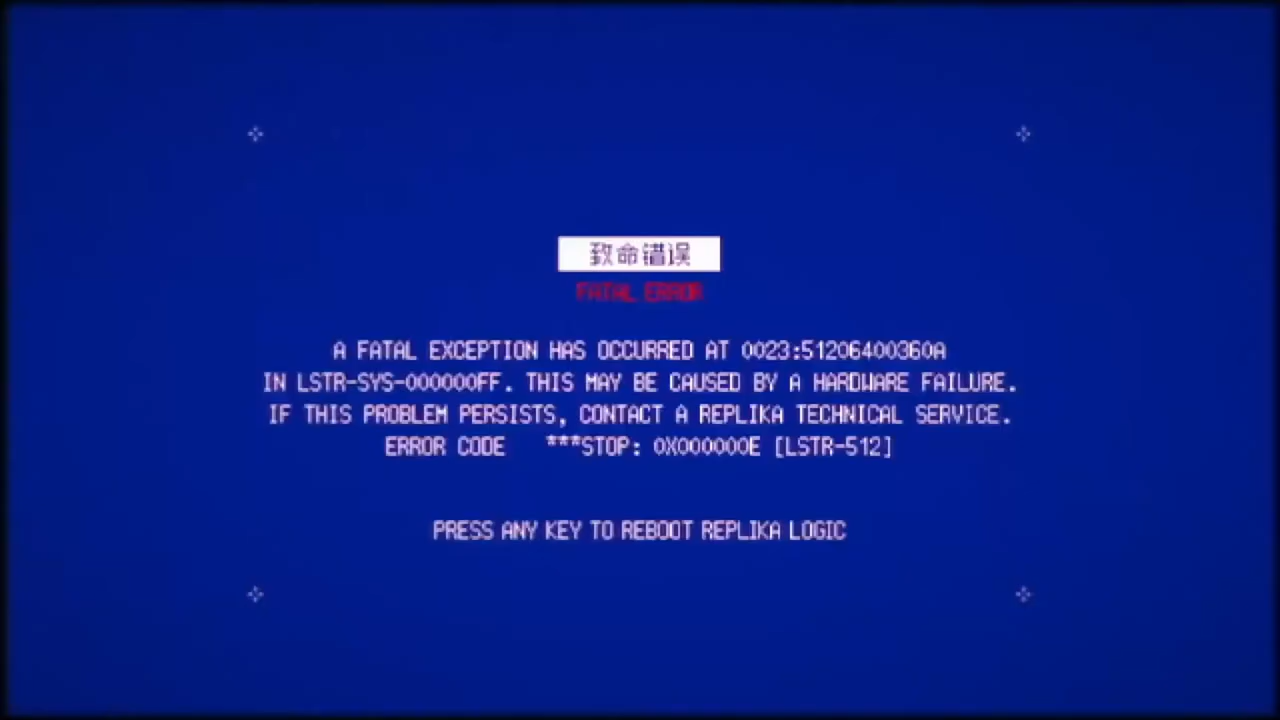 致命错误
FATAL ERROR
A FATAL EXCEPTION HAS OCCURRED AT 0023:51206400360A
IN LSTR-SYS-000000FF. THIS MAY BE CAUSED BY A HARDWARE FAILURE.
IF THIS PROBLEM PERSISTS, CONTACT A REPLIKA TECHNICAL SERVICE.
ERROR CODE ***STOP: 0X000000E [LSTR-512]
PRESS ANY KEY TO REBOOT REPLIKA LOGIC